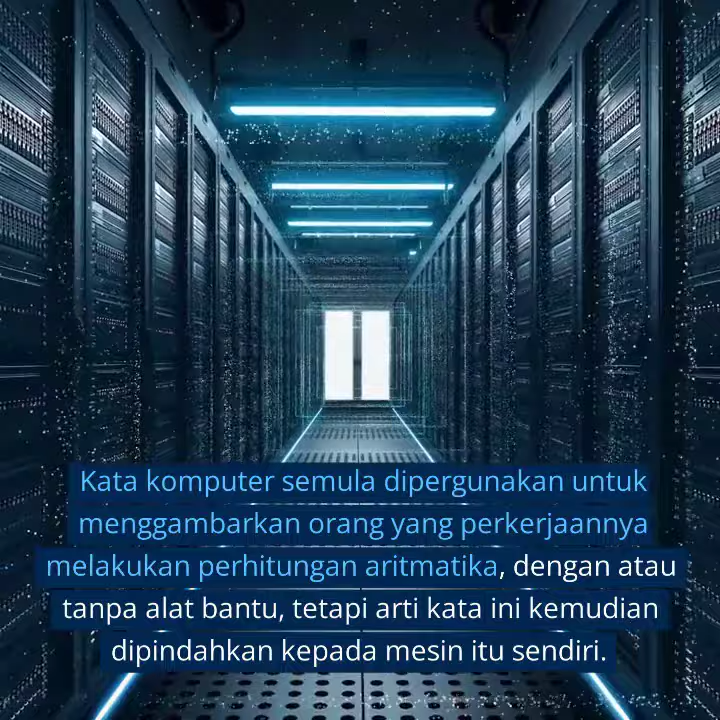 Kata komputer semula dipergunakan untuk
menggambarkan orang yang perkerjaannya
melakukan perhitungan aritmatika, dengan atau
tanpa alat bantu, tetapi arti kata ini kemudian
dipindahkan kepada mesin itu sendiri.